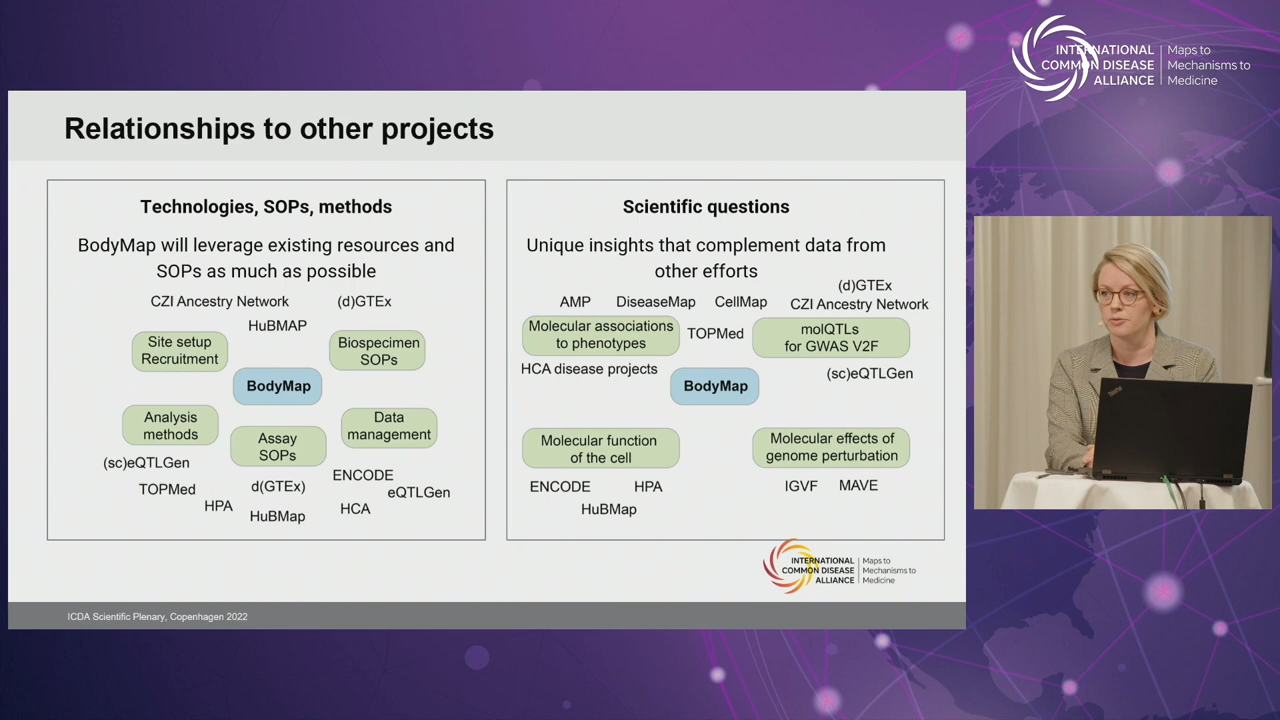 INTERNATIONAL
COMMON DISEASE
ALLIANCE
Maps to
Mechanisms to
Medicine
Relationships to other projects
Technologies, SOPs, methods
BodyMap will leverage existing resources and
SOPs as much as possible
CZI Ancestry Network
(d)GTEx
HuBMAP
Site setup
Recruitment
Biospecimen
SOPs
BodyMap
Analysis
methods
Assay
SOPs
Data
management
(sc)eQTLGen
TOPMed
HPA
d(GTEx)
HuBMap
ENCODE
eQTLGen
HCA
Scientific questions
Unique insights that complement data from
other efforts
AMP
DiseaseMap
CellMap
(d)GTEx
CZI Ancestry Network
Molecular associations
to phenotypes
TOPMed
molQTLs
for GWAS V2F
HCA disease projects
BodyMap
(sc)eQTLGen
Molecular function
of the cell
Molecular effects of
genome perturbation
ENCODE
HPA
HuBMap
IGVF
MAVE
INTERNATIONAL
COMMON DISEASE
ALLIANCE
Maps to
Mechanisms to
Medicine
ICDA Scientific Plenary, Copenhagen 2022
ThinkPad